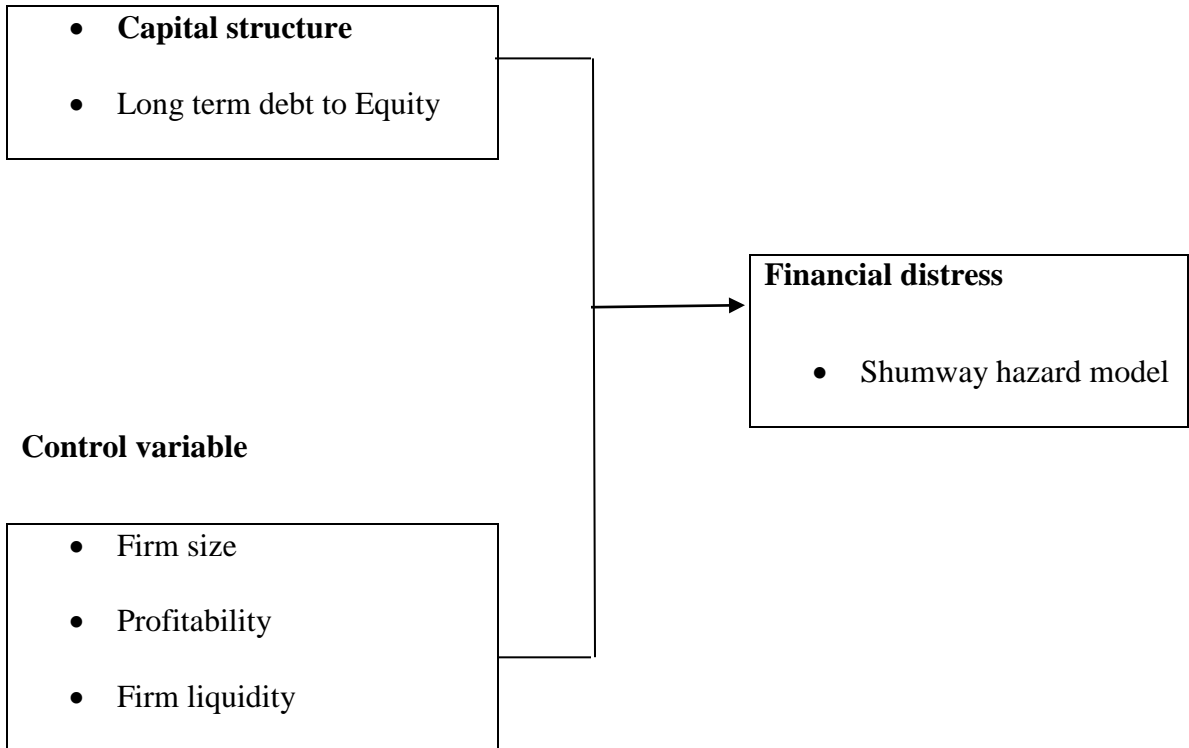 • Capital structure
• Long term debt to Equity
Financial distress
• Shumway hazard model
Control variable
• Firm size
• Profitability
• Firm liquidity